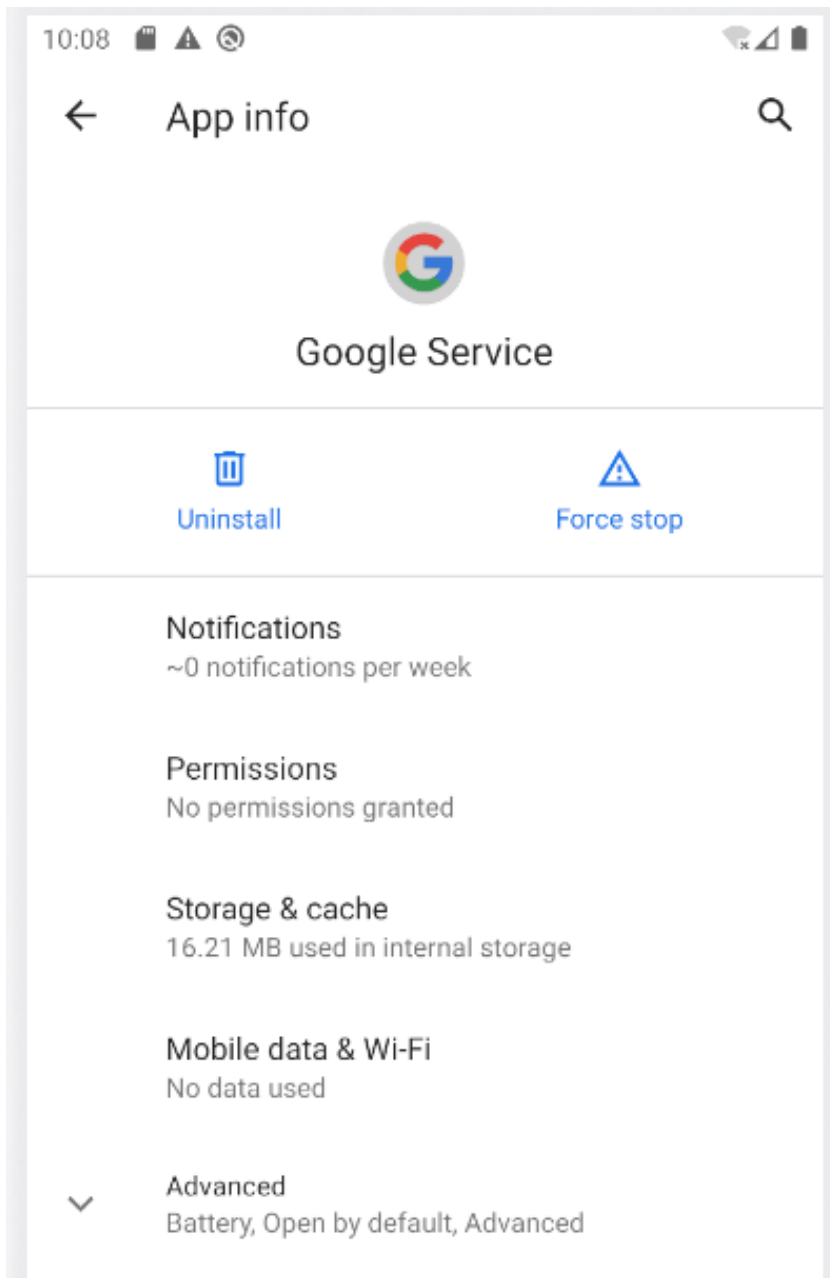 10:08
App info
Google Service
Uninstall
Force stop
Notifications
~0 notifications per week
Permissions
No permissions granted
Storage & cache
16.21 MB used in internal storage
Mobile data & Wi-Fi
No data used
Advanced
Battery, Open by default, Advanced